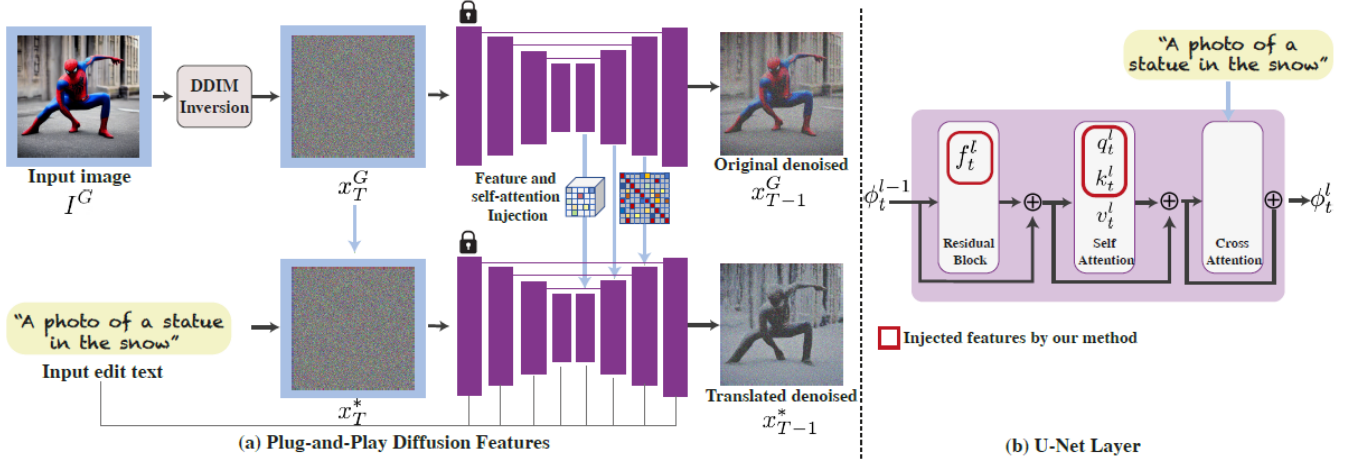 DDIM
Inversion
Input image
I^G
x_T^G
Feature and
self-attention
Injection
Original denoised
x_{T-1}^G
"A photo of a statue
in the snow"
Input edit text
x_T^*
Translated denoised
x_{T-1}^*
(a) Plug-and-Play Diffusion Features
"A photo of a
statue in the snow"
ϕ_t^{l-1}
f_t^l
Residual
Block
q_t^l
k_t^l
v_t^l
Self
Attention
Cross
Attention
ϕ_t^l
Injected features by our method
(b) U-Net Layer